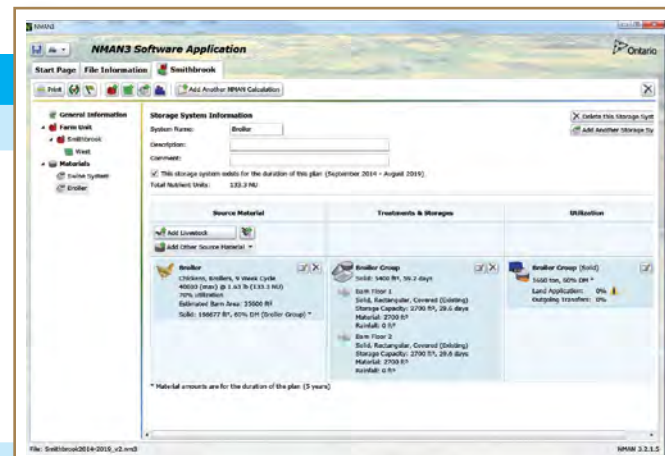 NMAN3
NMAN3 Software Application
Ontario
Start Page File Information Smithbrook
Print Add Another NMAN Calculation
General Information
Farm Unit
Smithbrook
West
Materials
Swine System
Broiler
Storage System Information
System Name: Broiler
Description:
Comment:
This storage system exists for the duration of this plan (September 2014 - August 2019)
Total Nutrient Units: 133.3 NU
Delete this Storage Syst
Add Another Storage Sy
Source Material
Treatments & Storages
Utilization
Add Livestock
Add Other Source Material
Broiler
Chickens, Broilers, 9 Week Cycle
40000 (max) @ 1.63 lb (133.3 NU)
70% utilization
Estimated Barn Area: 35000 ft²
Solid: 156677 ft³, 60% DM (Broiler Group) *
Broiler Group
Solid: 5400 ft³, 59.2 days
Barn Floor 1
Solid, Rectangular, Covered (Existing)
Storage Capacity: 2700 ft³, 29.6 days
Material: 2700 ft³
Rainfall: 0 ft³
Barn Floor 2
Solid, Rectangular, Covered (Existing)
Storage Capacity: 2700 ft³, 29.6 days
Material: 2700 ft³
Rainfall: 0 ft³
Broiler Group (Solid)
ton, 60% DM *
Land Application: 0%
Outgoing Transfers: 0%
* Material amounts are for the duration of the plan (5 years)
File: Smithbrook2014-2019_v2.nm3
NMAN 3.2.1.5